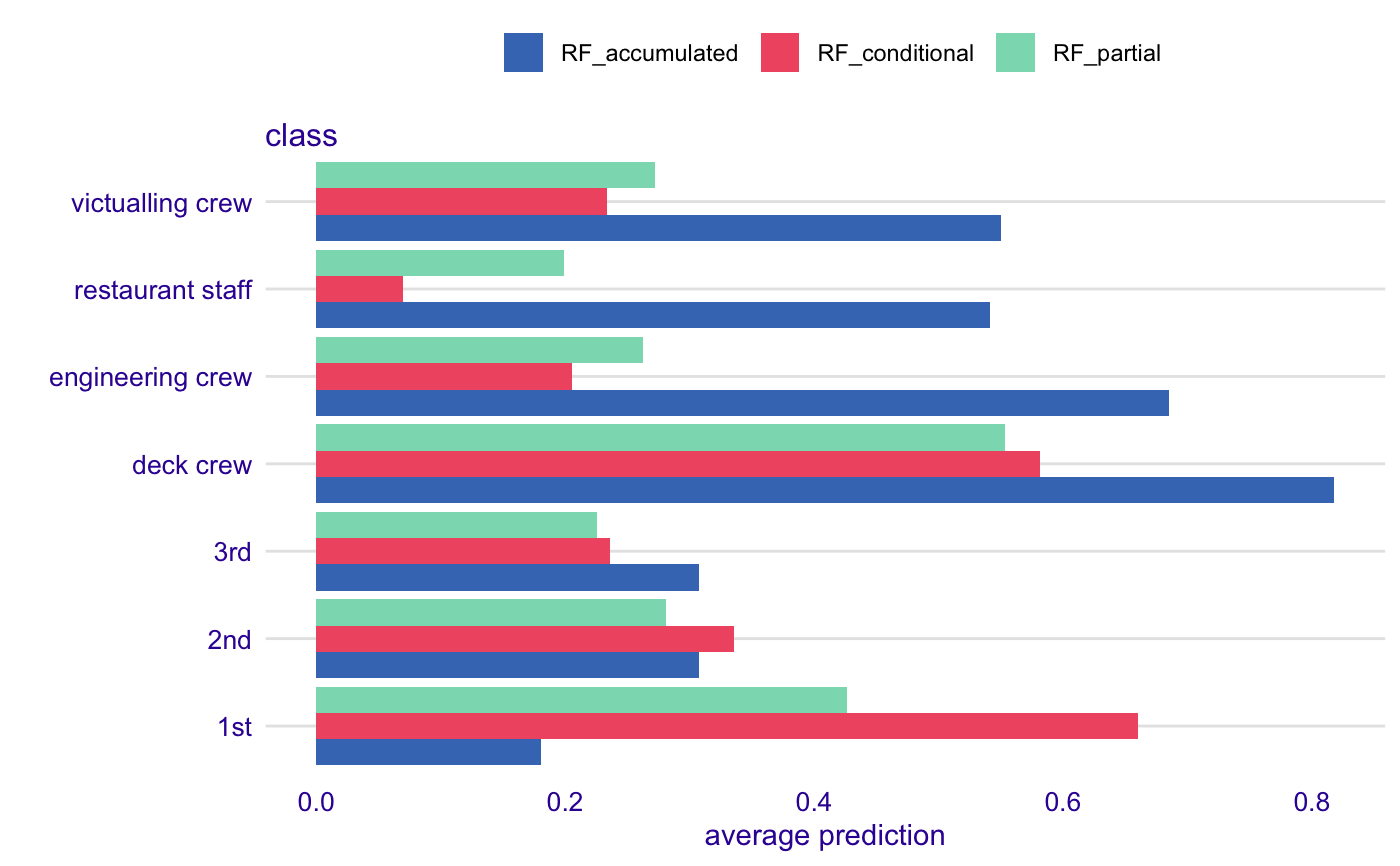 RF_accumulated RF_conditional RF_partial
class
victualling crew
restaurant staff
engineering crew
deck crew
3rd
2nd
1st
0.0 0.2 0.4 0.6 0.8
average prediction